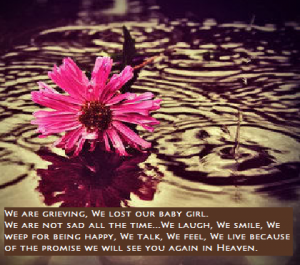 We are grieving, We lost our baby girl.
We are not sad all the time...We laugh, We smile, We
weep for being happy, We talk, We feel, We live because
of the promise we will see you again in Heaven.